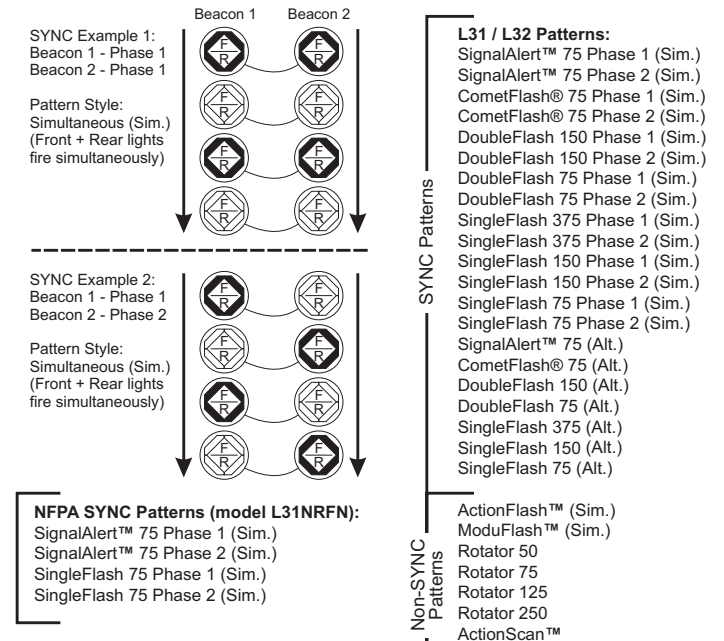 Beacon 1 Beacon 2
SYNC Example 1:
Beacon 1 - Phase 1
Beacon 2 - Phase 1
Pattern Style:
Simultaneous (Sim.)
(Front + Rear lights
fire simultaneously)
F F
R R
F F
R R
F F
R R
F F
R R
SYNC Example 2:
Beacon 1 - Phase 1
Beacon 2 - Phase 2
Pattern Style:
Simultaneous (Sim.)
(Front + Rear lights
fire simultaneously)
F F
R R
F F
R R
F F
R R
F F
R R
NFPA SYNC Patterns (model L31NRFN):
SignalAlert™ 75 Phase 1 (Sim.)
SignalAlert™ 75 Phase 2 (Sim.)
SingleFlash 75 Phase 1 (Sim.)
SingleFlash 75 Phase 2 (Sim.)
SYNC Patterns
L31 / L32 Patterns:
SignalAlert™ 75 Phase 1 (Sim.)
SignalAlert™ 75 Phase 2 (Sim.)
CometFlash® 75 Phase 1 (Sim.)
CometFlash® 75 Phase 2 (Sim.)
DoubleFlash 150 Phase 1 (Sim.)
DoubleFlash 150 Phase 2 (Sim.)
DoubleFlash 75 Phase 1 (Sim.)
DoubleFlash 75 Phase 2 (Sim.)
SingleFlash 375 Phase 1 (Sim.)
SingleFlash 375 Phase 2 (Sim.)
SingleFlash 150 Phase 1 (Sim.)
SingleFlash 150 Phase 2 (Sim.)
SingleFlash 75 Phase 1 (Sim.)
SingleFlash 75 Phase 2 (Sim.)
SignalAlert™ 75 (Alt.)
CometFlash® 75 (Alt.)
DoubleFlash 150 (Alt.)
DoubleFlash 75 (Alt.)
SingleFlash 375 (Alt.)
SingleFlash 150 (Alt.)
SingleFlash 75 (Alt.)
Non-SYNC
Patterns
ActionFlash™ (Sim.)
ModuFlash™ (Sim.)
Rotator 50
Rotator 75
Rotator 125
Rotator 250
ActionScan™